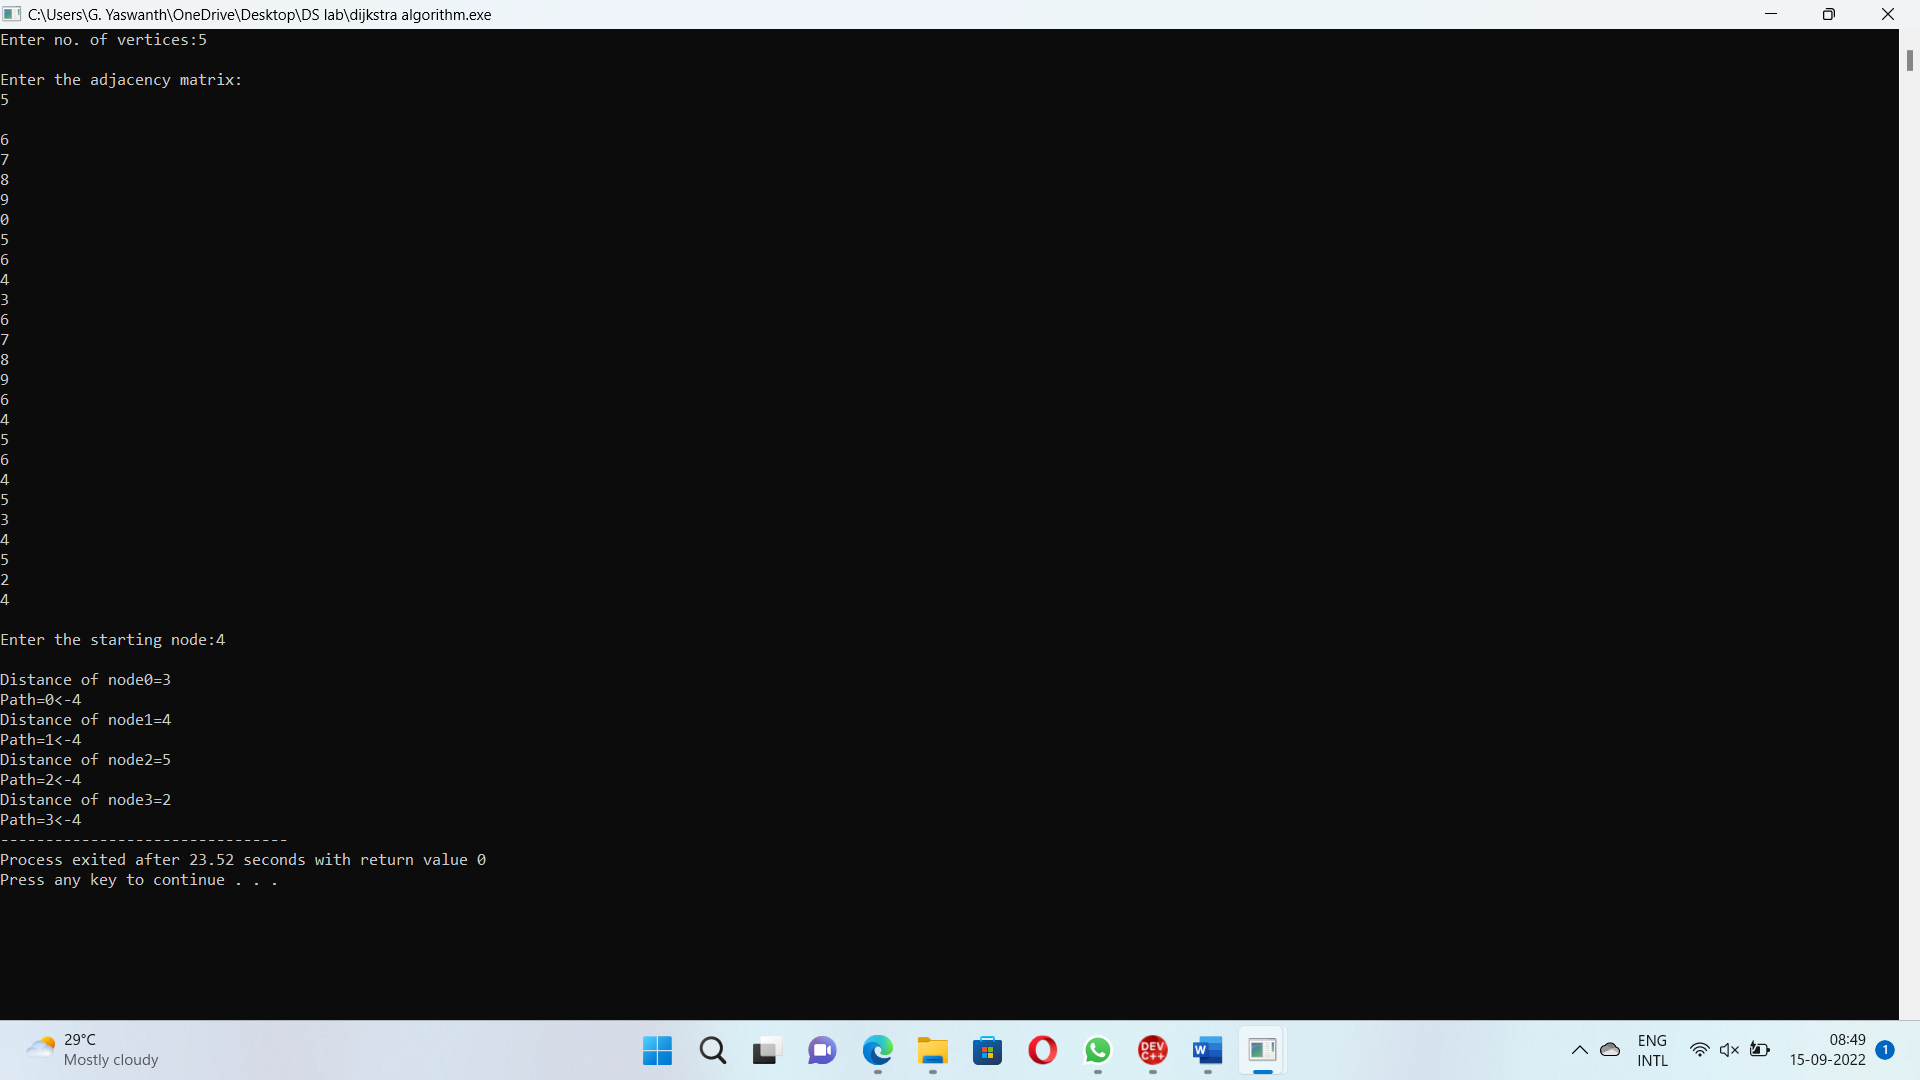 C:\Users\G. Yaswanth\OneDrive\Desktop\DS lab\dijkstra algorithm.exe
Enter no. of vertices:5
Enter the adjacency matrix:
5
6
7
8
9
0
5
6
4
3
6
7
8
9
6
4
5
6
4
5
3
4
5
2
4
Enter the starting node:4
Distance of node0=3
Path=0<-4
Distance of node1=4
Path=1<-4
Distance of node2=5
Path=2<-4
Distance of node3=2
Path=3<-4
--------------------------------
Process exited after 23.52 seconds with return value 0
Press any key to continue . . .
29°C
Mostly cloudy
DEV
C++
W
ENG
INTL
08:49
15-09-2022
1